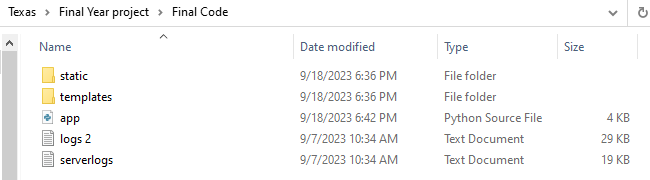 Texas > Final Year project > Final Code
Name Date modified Type Size
static 9/18/2023 6:36 PM File folder
templates 9/18/2023 6:36 PM File folder
app 9/18/2023 6:42 PM Python Source File 4 KB
logs 2 9/7/2023 10:34 AM Text Document 29 KB
serverlogs 9/7/2023 10:34 AM Text Document 19 KB